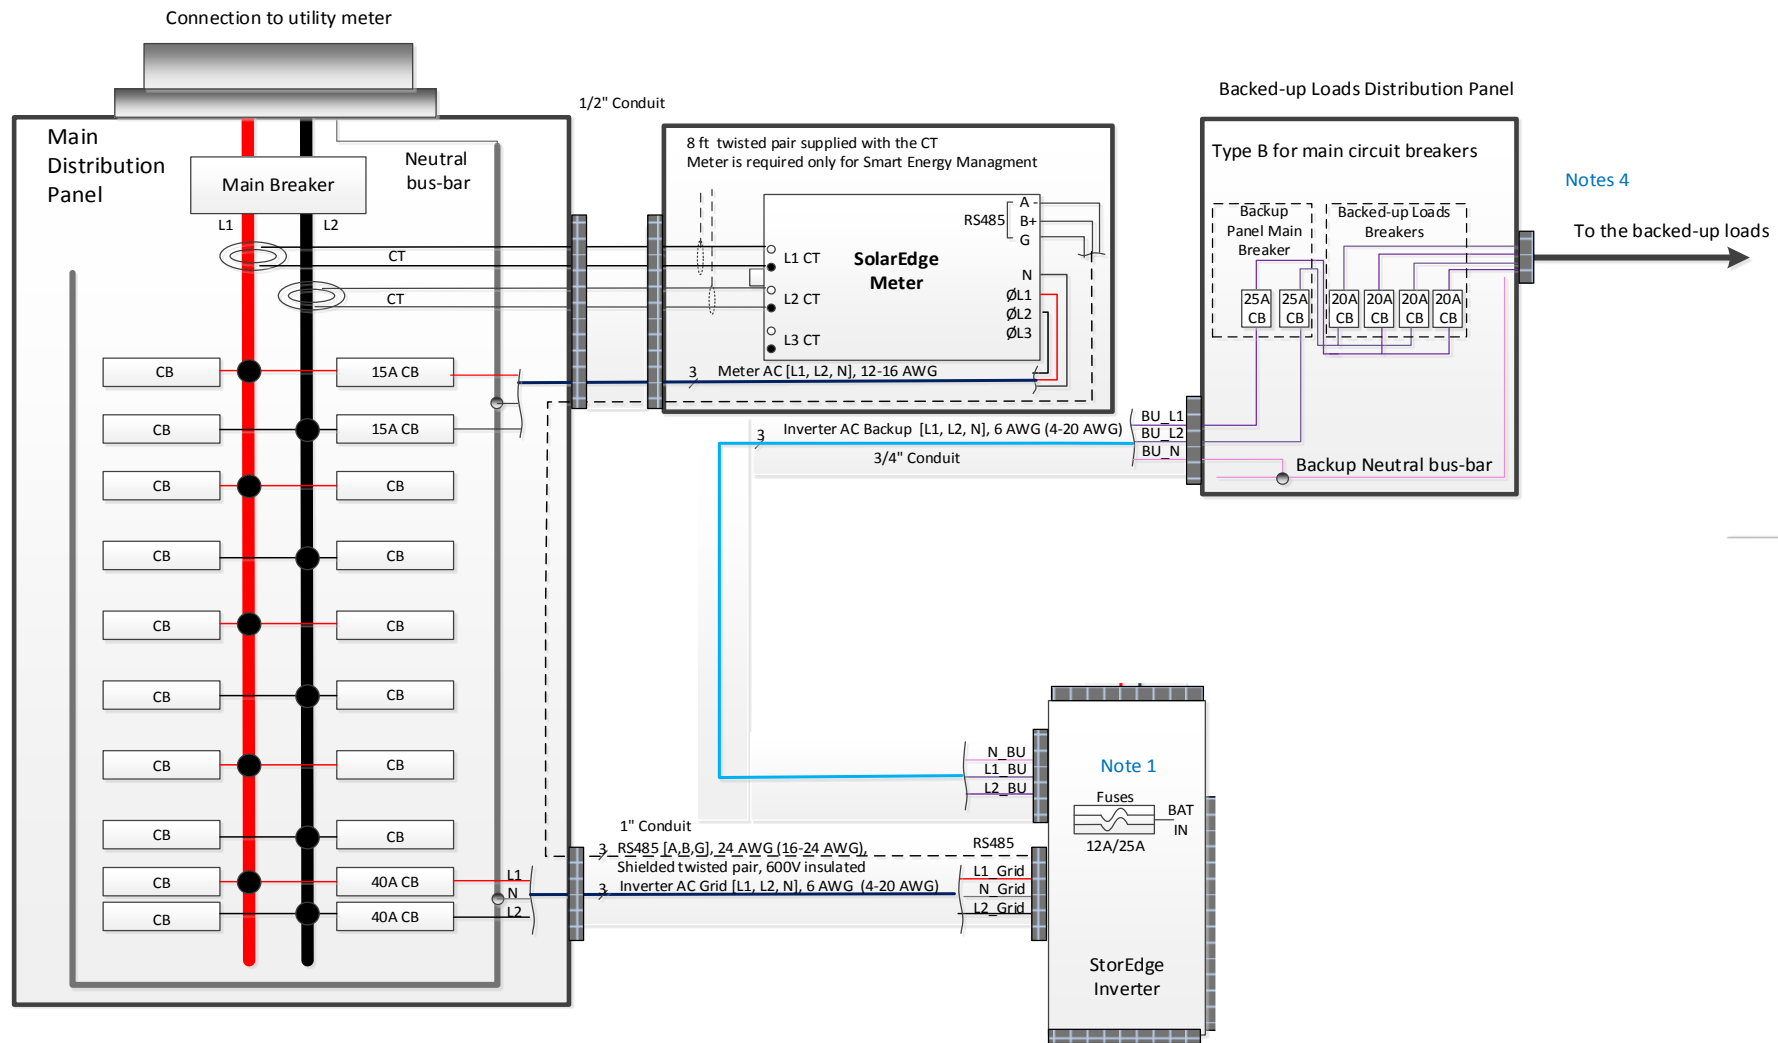 Connection to utility meter
1/2" Conduit
Backed-up Loads Distribution Panel
Main
Distribution
Panel
Neutral
bus-bar
Main Breaker
L1
L2
CT
CT
8 ft  twisted pair supplied with the CT
Meter is required only for Smart Energy Managment
RS485
A -
B+
G
L1 CT
SolarEdge
Meter
N
L2 CT
ØL1
ØL2
ØL3
L3 CT
3
Meter AC [L1, L2, N], 12-16 AWG
Type B for main circuit breakers
Backup
Panel Main
Breaker
Backed-up Loads
Breakers
25A
CB
25A
CB
20A
CB
20A
CB
20A
CB
20A
CB
Notes 4
To the backed-up loads
CB
15A CB
CB
15A CB
CB
CB
CB
CB
CB
CB
CB
CB
CB
CB
CB
CB
CB
40A CB
CB
40A CB
L1
N
L2
3
Inverter AC Backup  [L1, L2, N], 6 AWG (4-20 AWG)
3/4" Conduit
BU_L1
BU_L2
BU_N
Backup Neutral bus-bar
N_BU
L1_BU
L2_BU
Note 1
Fuses
BAT
IN
12A/25A
1" Conduit
3
RS485 [A,B,G], 24 AWG (16-24 AWG),
Shielded twisted pair, 600V insulated
3
Inverter AC Grid [L1, L2, N], 6 AWG  (4-20 AWG)
RS485
L1_Grid
N_Grid
L2_Grid
StorEdge
Inverter